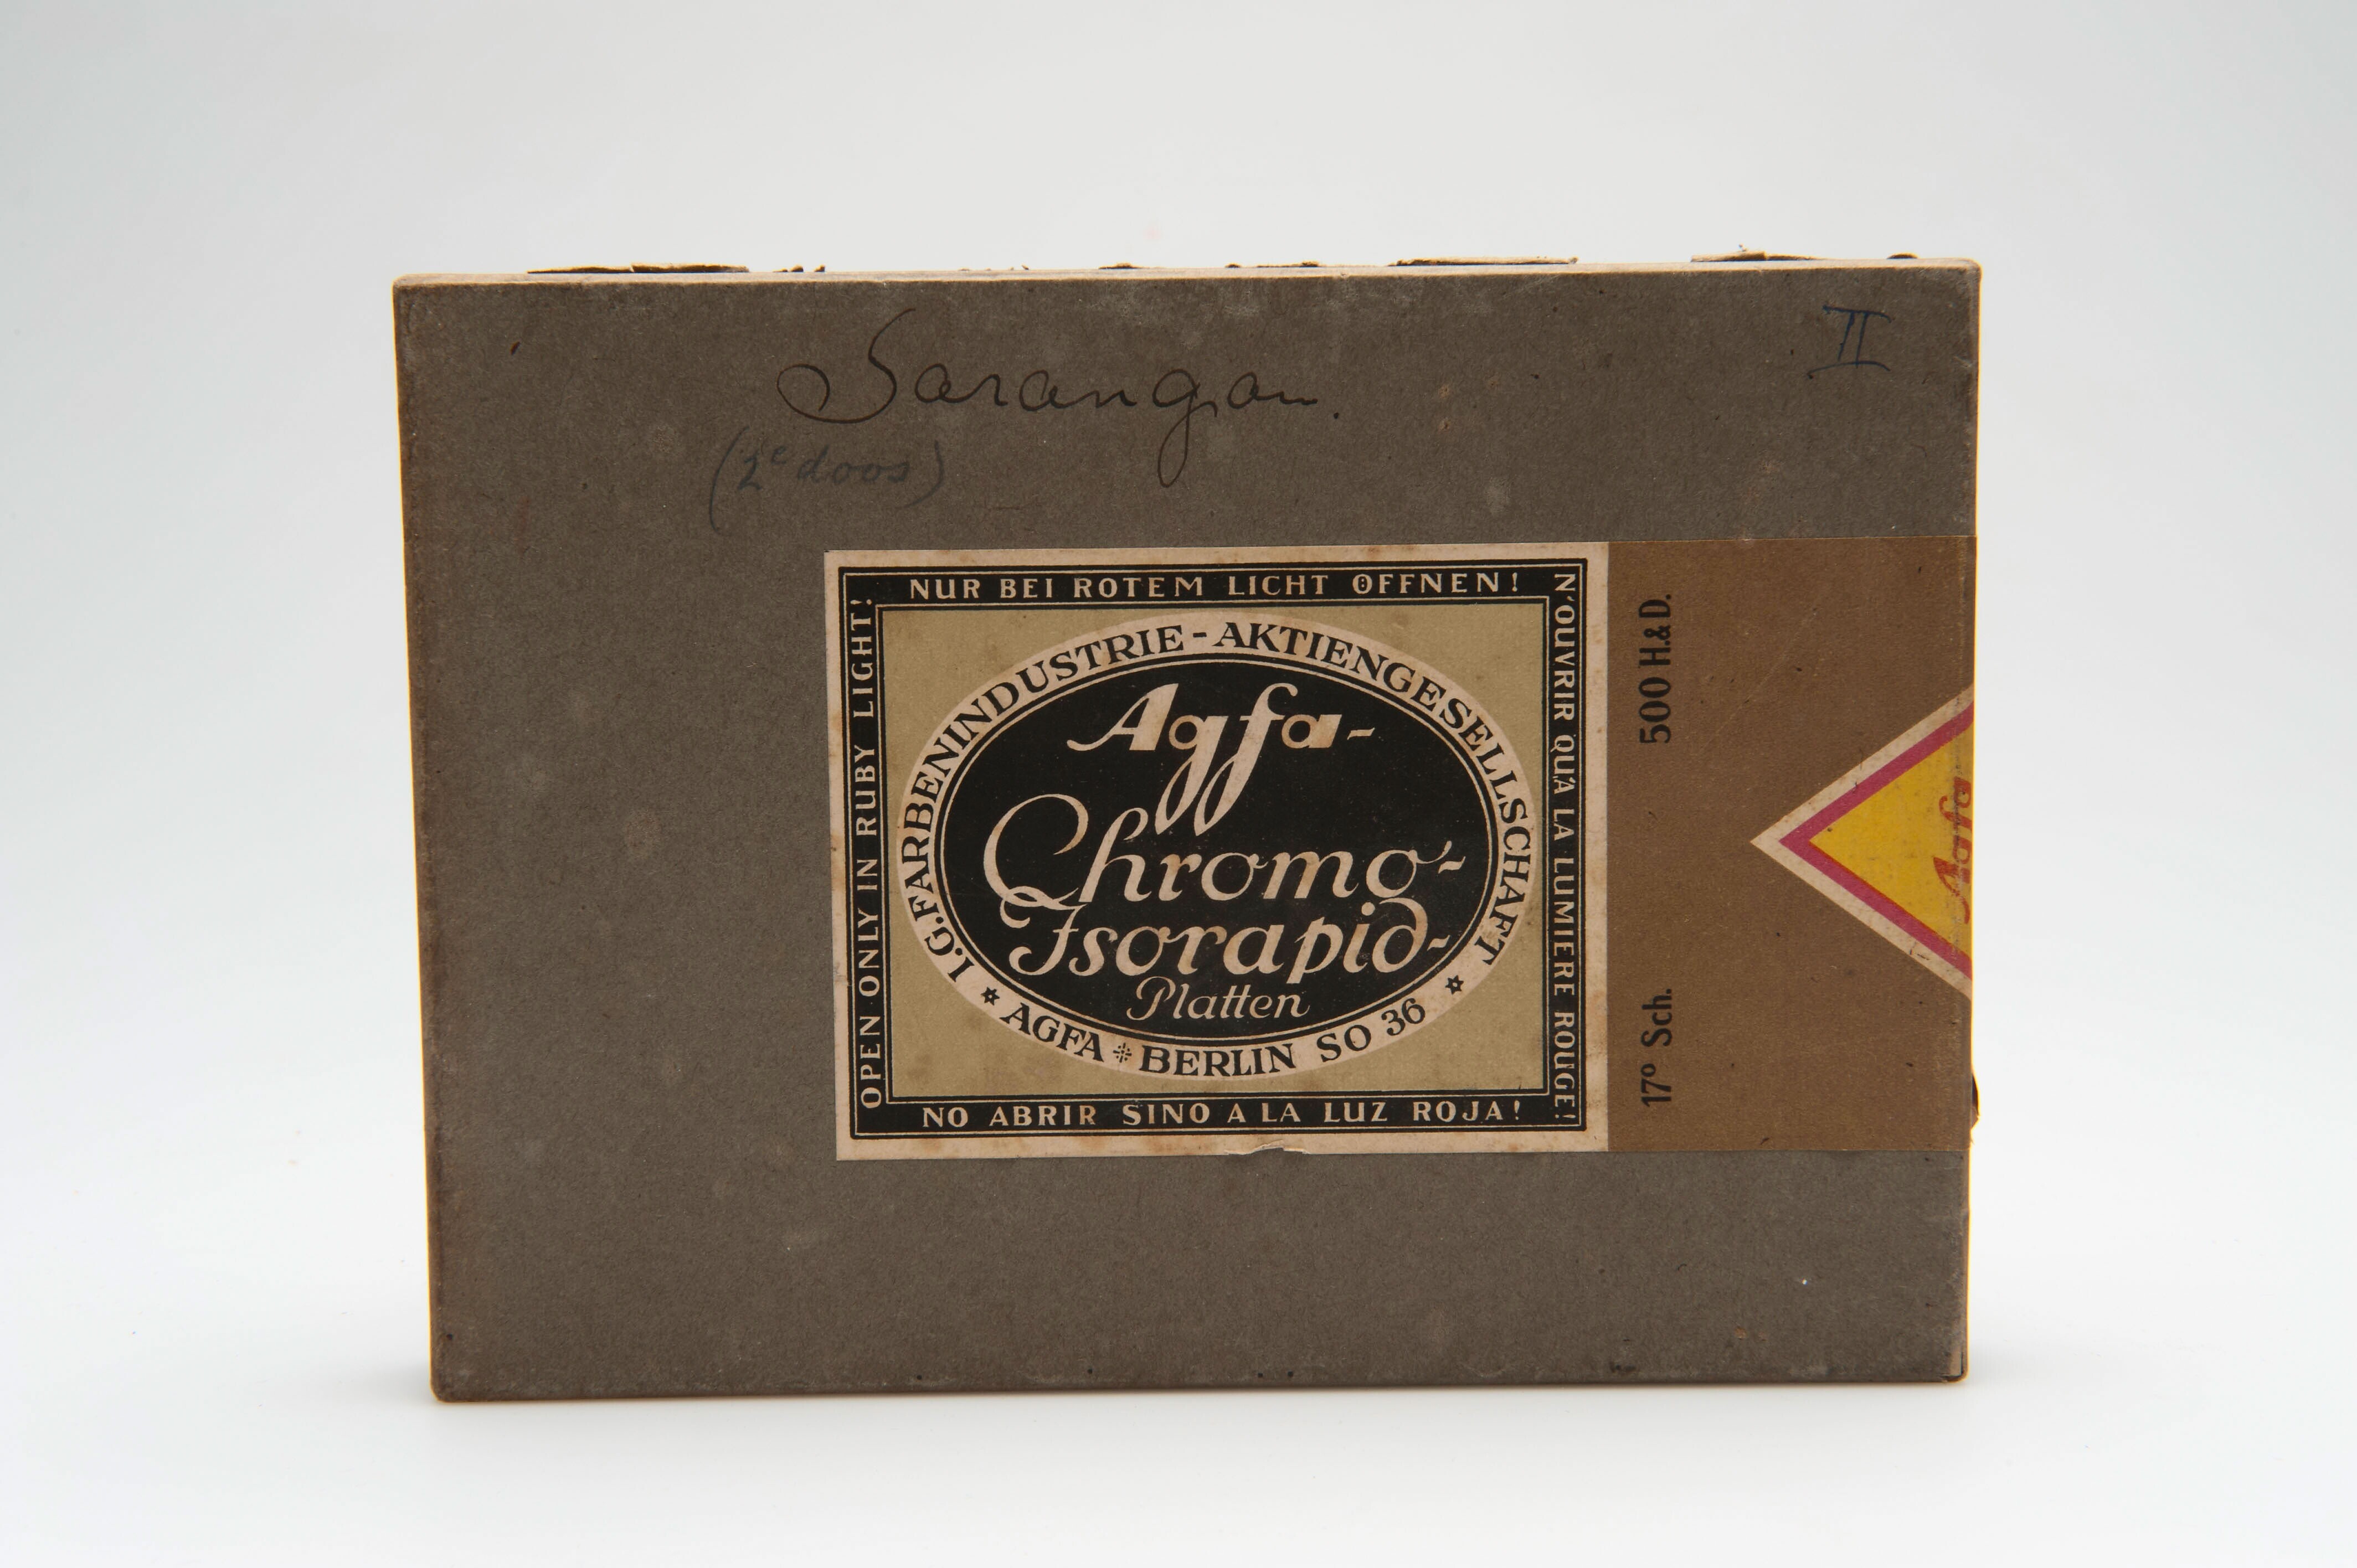 Sarangan.
II
(2e doos)
NUR BEI ROTEM LICHT ÖFFNEN!
OPEN ONLY IN RUBY LIGHT!
N'OUVRIR QU'A LA LUMIERE ROUGE!
NO ABRIR SINO A LA LUZ ROJA!
I.G. FARBENINDUSTRIE-AKTIENGESELLSCHAFT
AGFA BERLIN SO 36
Agfa-
Chromo-
Isorapid-
Platten
17° Sch. 500 H.&D.
Agfa